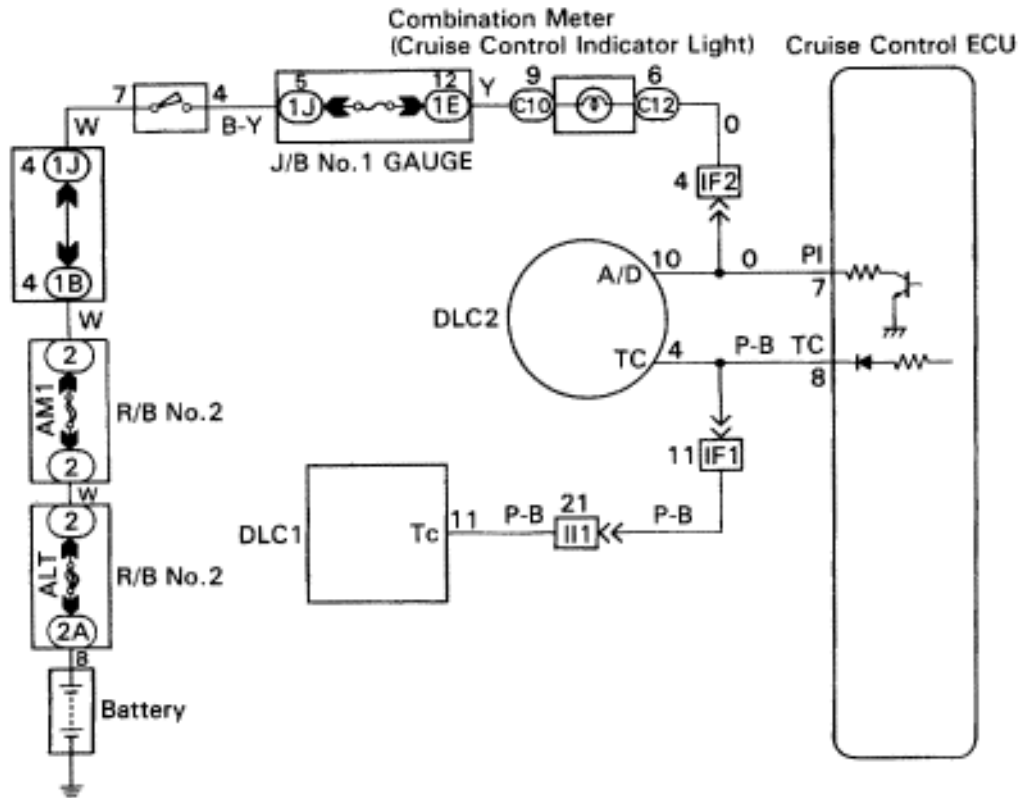 Combination Meter
(Cruise Control Indicator Light)
Cruise Control ECU
7
4
5
1J
12
1E
Y
9
C10
6
C12
W
B-Y
J/B No.1 GAUGE
0
4 1J
4 IF2
4 1B
W
A/D
10
0
PI
7
DLC2
TC
4
P-B
TC
8
2
AM1
R/B No.2
2
W
11 IF1
2
ALT
R/B No.2
2A
B
DLC1
Tc
11
P-B
21
II1
P-B
Battery